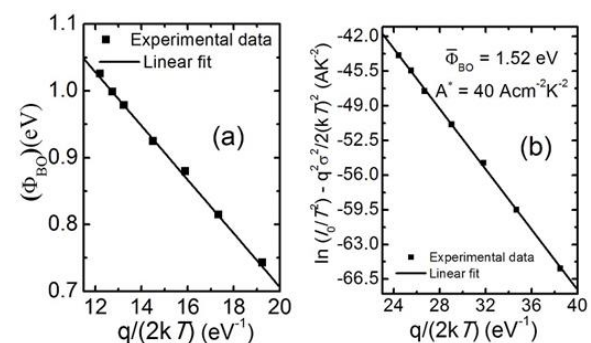 1.1
1.0
0.9
0.8
0.7
(Φ_BO)(eV)
■ Experimental data
— Linear fit
(a)
12 14 16 18 20
q/(2kT) (eV⁻¹)
-42.0
-45.5
-49.0
-52.5
-56.0
-59.5
-63.0
-66.5
ln (I₀/T²) - q²σ²/2(kT)² (AK⁻²)
Φ̄_BO = 1.52 eV
A* = 40 Acm⁻²K⁻²
(b)
■ Experimental data
— Linear fit
24 28 32 36 40
q/(2kT) (eV⁻¹)